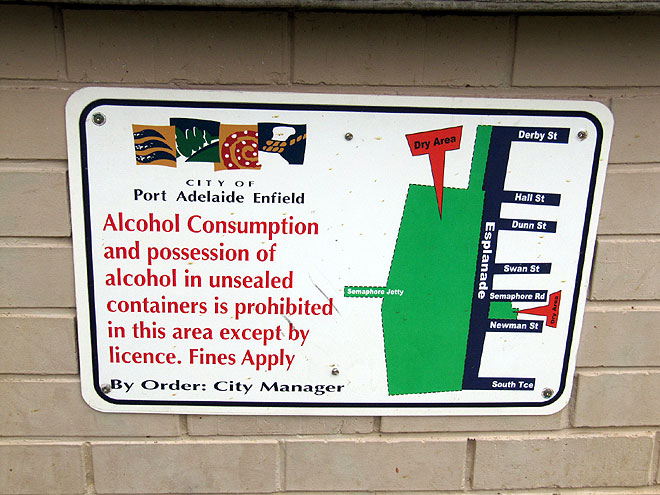 CITY OF
Port Adelaide Enfield
Alcohol Consumption
and possession of
alcohol in unsealed
containers is prohibited
in this area except by
licence. Fines Apply
By Order: City Manager
Dry Area
Semaphore Jetty
Esplanade
Derby St
Hall St
Dunn St
Swan St
Semaphore Rd
Dry Area
Newman St
South Tce